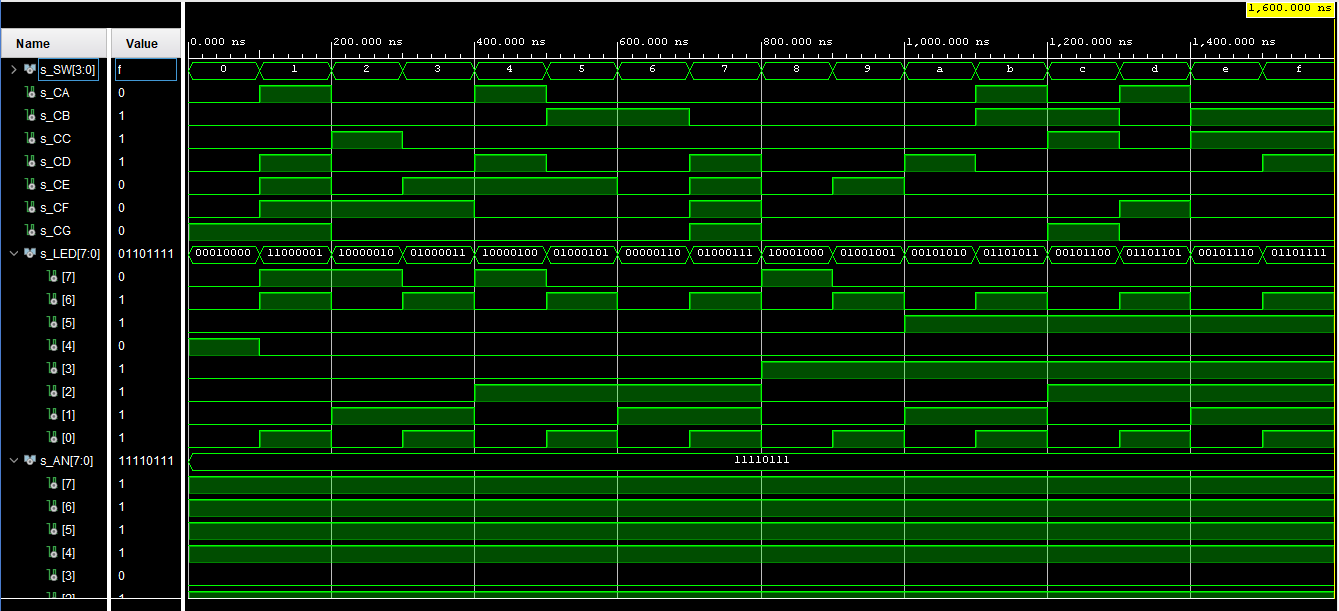 1,600.000 ns
Name Value
0.000 ns 200.000 ns 400.000 ns 600.000 ns 800.000 ns 1,000.000 ns 1,200.000 ns 1,400.000 ns
s_SW[3:0] f 0 1 2 3 4 5 6 7 8 9 a b c d e f
s_CA 0
s_CB 1
s_CC 1
s_CD 1
s_CE 0
s_CF 0
s_CG 0
s_LED[7:0] 01101111 00010000 11000001 10000010 01000011 10000100 01000101 00000110 01000111 10001000 01001001 00101010 01101011 00101100 01101101 00101110 01101111
[7] 0
[6] 1
[5] 1
[4] 0
[3] 1
[2] 1
[1] 1
[0] 1
s_AN[7:0] 11110111 11110111
[7] 1
[6] 1
[5] 1
[4] 1
[3] 0